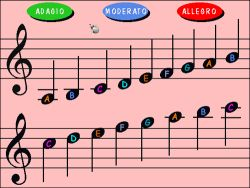 ADAGIO MODERATO ALLEGRO
A B C D E F G A B
C D E F G A B C